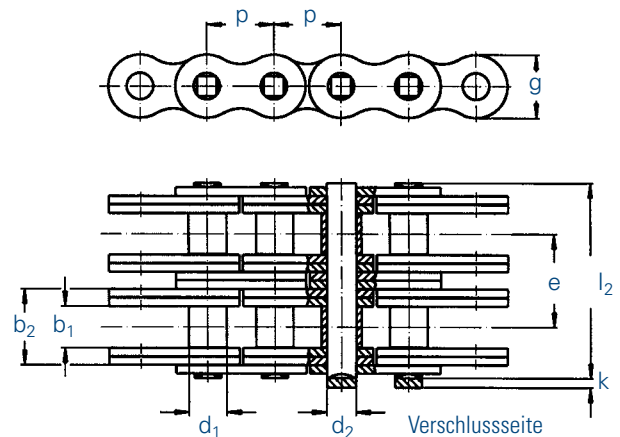 p p
g
e
l₂
b₂ b₁
k
d₁ d₂ Verschlussseite